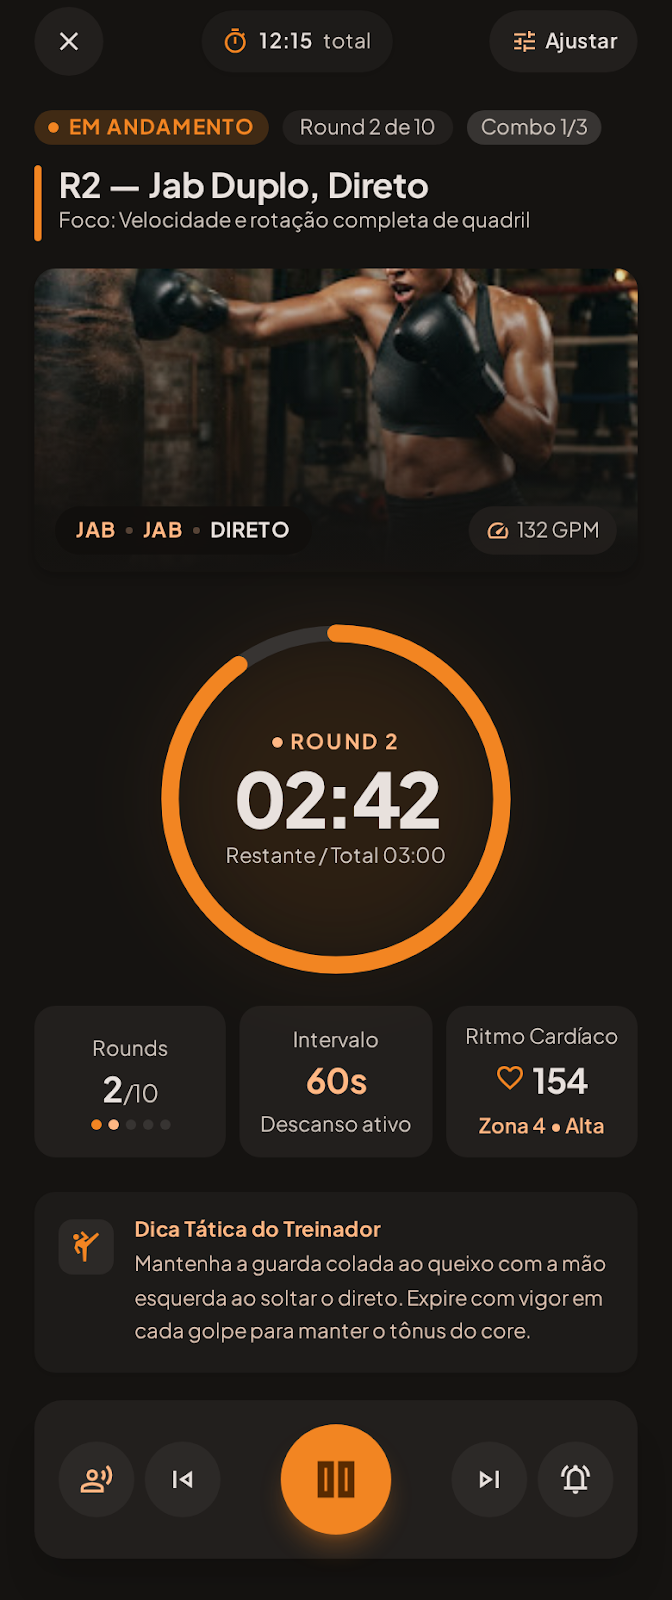 12:15 total
Ajustar
EM ANDAMENTO
Round 2 de 10
Combo 1/3
R2 — Jab Duplo, Direto
Foco: Velocidade e rotação completa de quadril
JAB • JAB • DIRETO
132 GPM
ROUND 2
02:42
Restante / Total 03:00
Rounds
2/10
Intervalo
60s
Descanso ativo
Ritmo Cardíaco
154
Zona 4 • Alta
Dica Tática do Treinador
Mantenha a guarda colada ao queixo com a mão
esquerda ao soltar o direto. Expire com vigor em
cada golpe para manter o tônus do core.